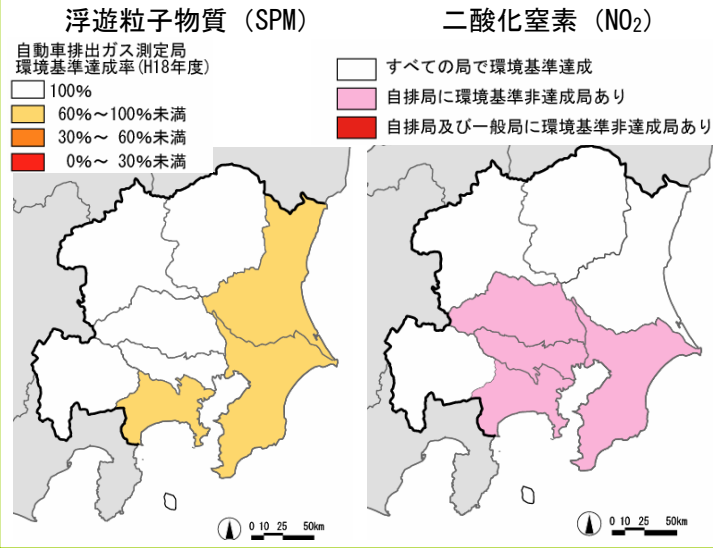 浮遊粒子物質（SPM）
自動車排出ガス測定局
環境基準達成率(H18年度)
100%
60%～100%未満
30%～ 60%未満
0%～ 30%未満
0 10 25 50km
二酸化窒素（NO₂）
すべての局で環境基準達成
自排局に環境基準非達成局あり
自排局及び一般局に環境基準非達成局あり
0 10 25 50km